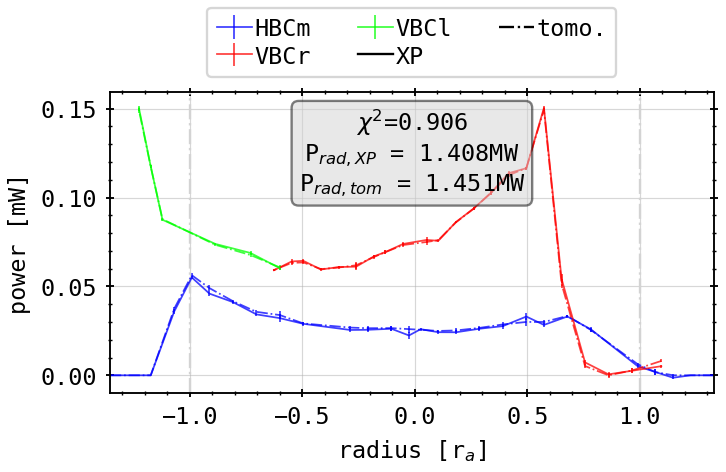 HBCm VBCl tomo.
VBCr XP
χ²=0.906
P_rad,XP = 1.408MW
P_rad,tom = 1.451MW
0.15
0.10
0.05
0.00
power [mW]
−1.0 −0.5 0.0 0.5 1.0
radius [r_a]